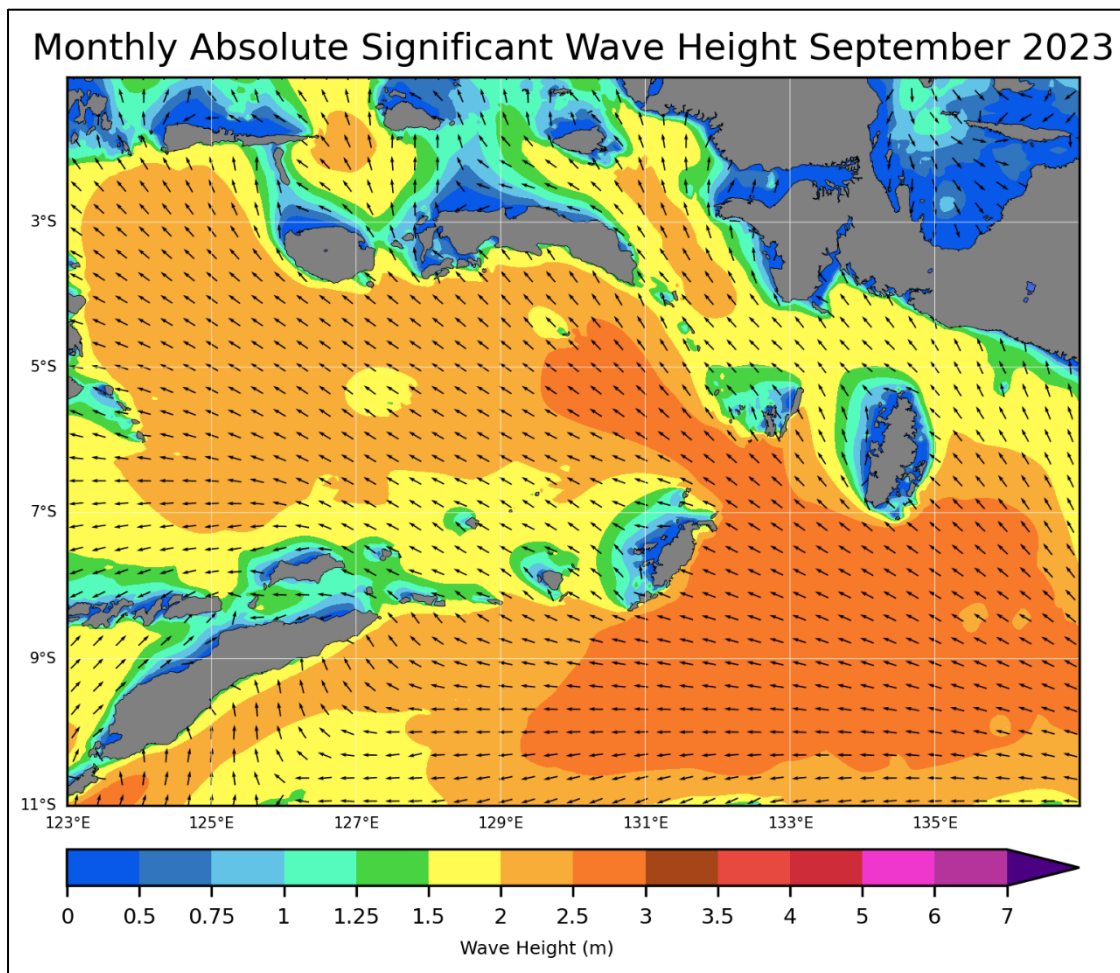 Monthly Absolute Significant Wave Height September 2023
3°S
5°S
7°S
9°S
11°S
123°E 125°E 127°E 129°E 131°E 133°E 135°E
0 0.5 0.75 1 1.25 1.5 2 2.5 3 3.5 4 5 6 7
Wave Height (m)